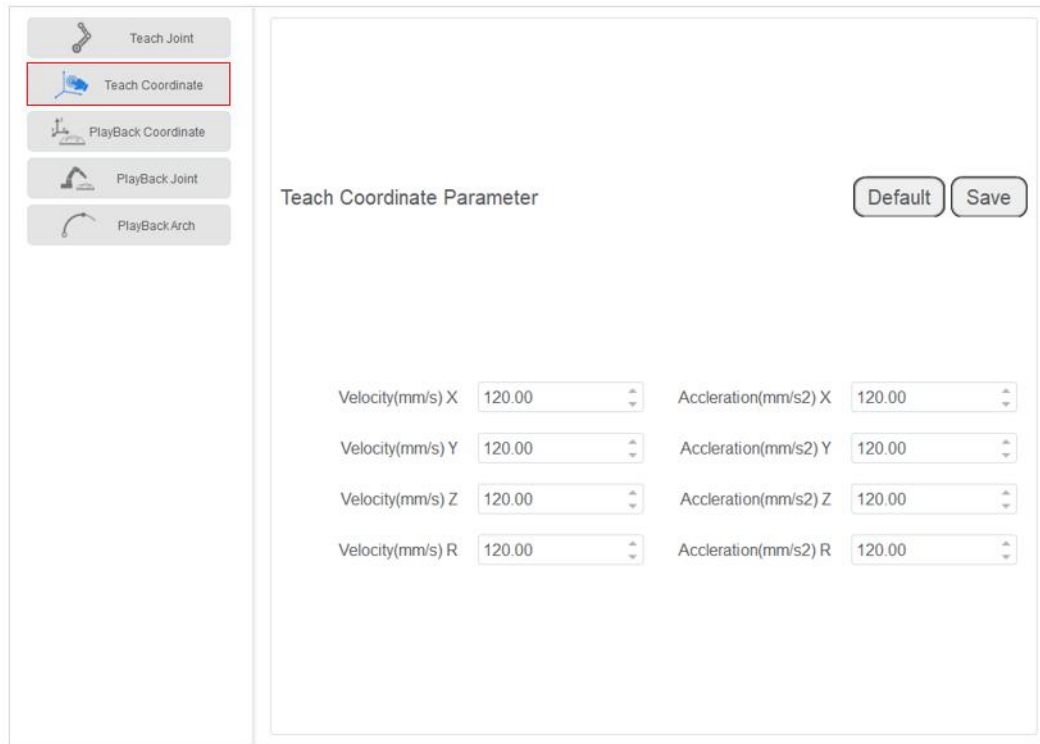 Teach Joint
Teach Coordinate
PlayBack Coordinate
PlayBack Joint
PlayBack Arch
Teach Coordinate Parameter
Default
Save
Velocity(mm/s) X 120.00 Accleration(mm/s2) X 120.00
Velocity(mm/s) Y 120.00 Accleration(mm/s2) Y 120.00
Velocity(mm/s) Z 120.00 Accleration(mm/s2) Z 120.00
Velocity(mm/s) R 120.00 Accleration(mm/s2) R 120.00